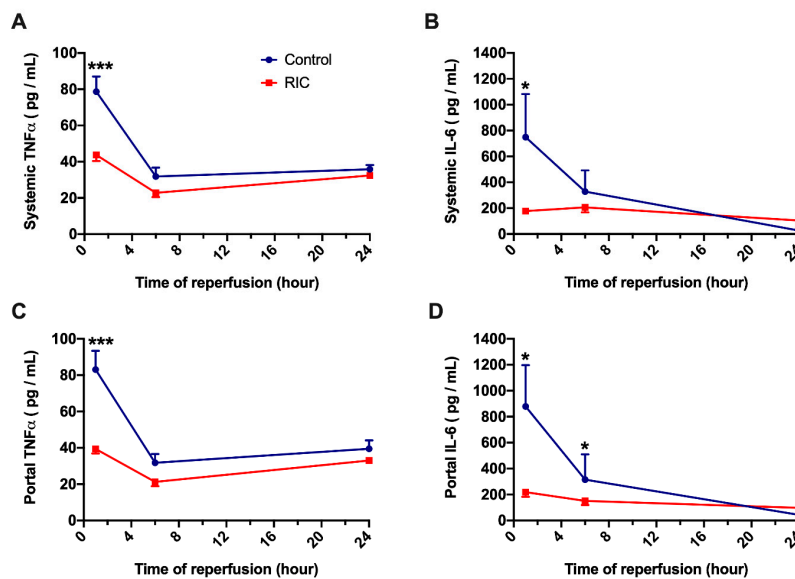 A
Systemic TNFα ( pg / mL)
100
80
60
40
20
0
***
Control
RIC
0 4 8 12 16 20 24
Time of reperfusion (hour)
B
Systemic IL-6 ( pg / mL)
1400
1200
1000
800
600
400
200
0
*
0 4 8 12 16 20 24
Time of reperfusion (hour)
C
Portal TNFα ( pg / mL)
100
80
60
40
20
0
***
0 4 8 12 16 20 24
Time of reperfusion (hour)
D
Portal IL-6 ( pg / mL)
1400
1200
1000
800
600
400
200
0
*
*
0 4 8 12 16 20 24
Time of reperfusion (hour)